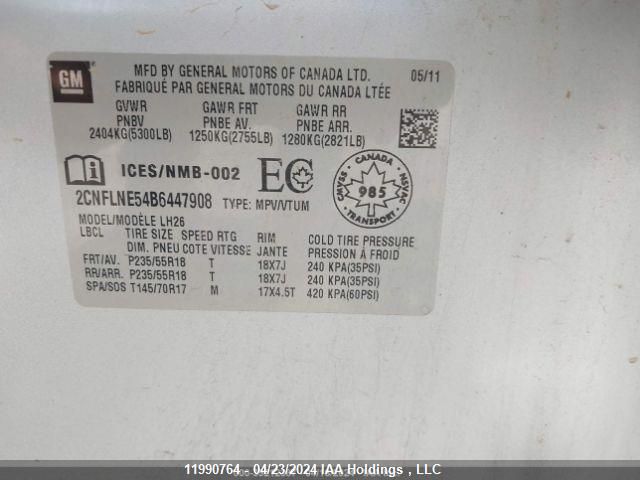 GM
MFD BY GENERAL MOTORS OF CANADA LTD. 05/11
FABRIQUÉ PAR GENERAL MOTORS DU CANADA LTÉE
GVWR GAWR FRT GAWR RR
PNBV PNBE AV. PNBE ARR.
2404KG(5300LB) 1250KG(2755LB) 1280KG(2821LB)
ICES/NMB-002 EC
CANADA CMVSS NSVAC 985 TRANSPORT
2CNFLNE54B6447908 TYPE: MPV/VTUM
MODEL/MODÈLE LH26
LBCL TIRE SIZE SPEED RTG RIM COLD TIRE PRESSURE
DIM. PNEU COTE VITESSE JANTE PRESSION À FROID
FRT/AV. P235/55R18 T 18X7J 240 KPA(35PSI)
RR/ARR. P235/55R18 T 18X7J 240 KPA(35PSI)
SPA/SOS T145/70R17 M 17X4.5T 420 KPA(60PSI)
11990764 - 04/23/2024 IAA Holdings , LLC